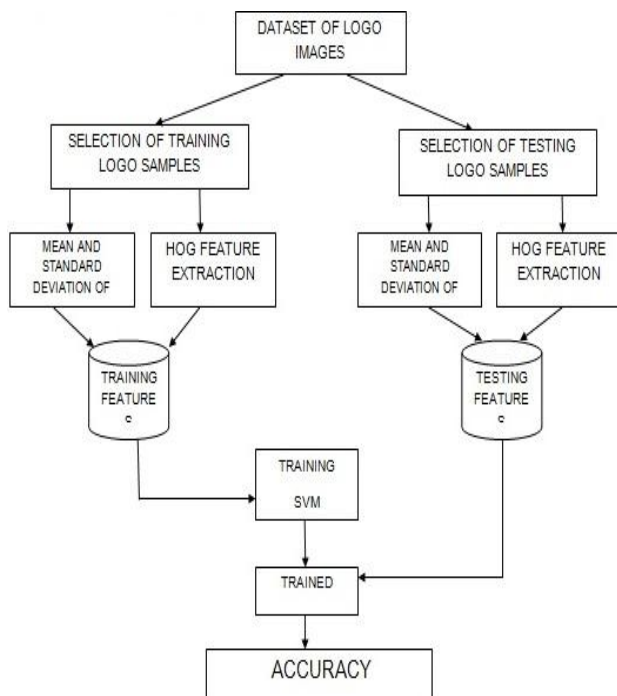 DATASET OF LOGO
IMAGES
SELECTION OF TRAINING
LOGO SAMPLES
SELECTION OF TESTING
LOGO SAMPLES
MEAN AND
STANDARD
DEVIATION OF
HOG FEATURE
EXTRACTION
MEAN AND
STANDARD
DEVIATION OF
HOG FEATURE
EXTRACTION
TRAINING
FEATURE
TESTING
FEATURE
TRAINING
SVM
TRAINED
ACCURACY